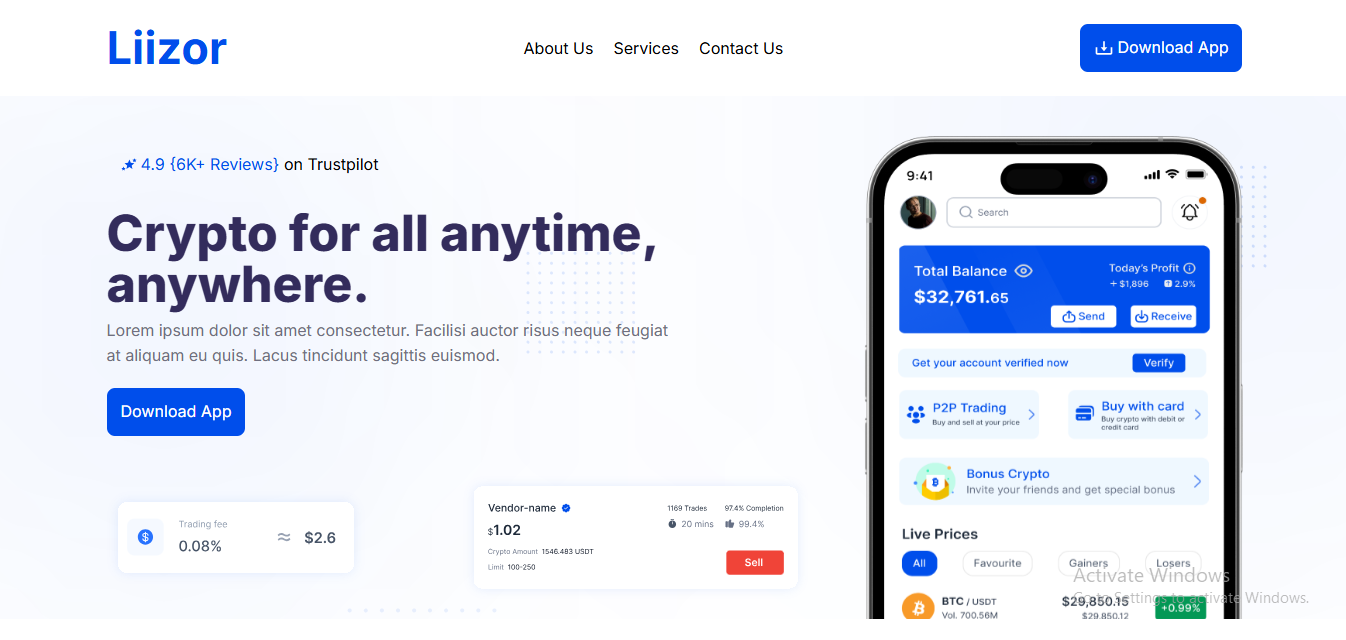 Liizor
About Us
Services
Contact Us
Download App
4.9 {6K+ Reviews} on Trustpilot
Crypto for all anytime,
anywhere.
Lorem ipsum dolor sit amet consectetur. Facilisi auctor risus neque feugiat
at aliquam eu quis. Lacus tincidunt sagittis euismod.
Download App
Trading fee
0.08%
≈ $2.6
Vendor-name
1169 Trades
97.4% Completion
$1.02
20 mins
99.4%
Crypto Amount 1546.483 USDT
Limit 100-250
Sell
9:41
Search
Total Balance
Today's Profit
$32,761.65
+ $1,896
2.9%
Send
Receive
Get your account verified now
Verify
P2P Trading
Buy and sell at your price
Buy with card
Buy crypto with debit or
credit card
Bonus Crypto
Invite your friends and get special bonus
Live Prices
All
Favourite
Gainers
Losers
BTC / USDT
$29,850.15
+0.99%
Vol. 700.56M
$29,850.12
Activate Windows
Go to Settings to activate Windows.